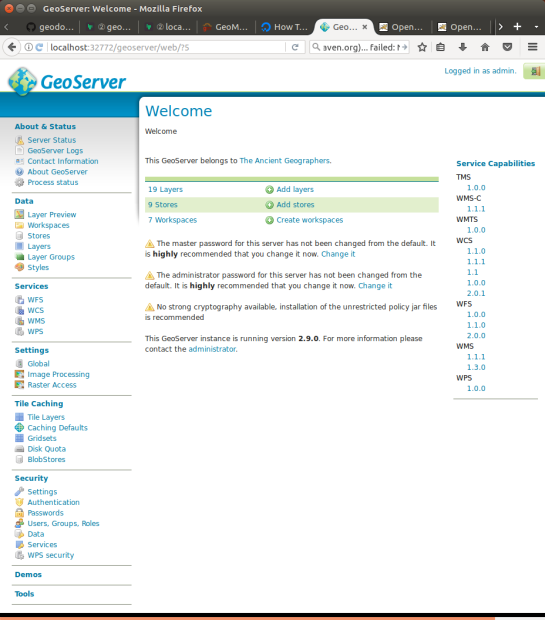 GeoServer: Welcome - Mozilla Firefox
geodo...
② geo...
② loca...
GeoM...
How T...
Geo... ×
Open...
Open...
localhost:32772/geoserver/web/?5
aven.org)... failed:
Logged in as admin.
GeoServer
Welcome
Welcome
This GeoServer belongs to The Ancient Geographers.
19 Layers Add layers
9 Stores Add stores
7 Workspaces Create workspaces
The master password for this server has not been changed from the default. It
is highly recommended that you change it now. Change it
The administrator password for this server has not been changed from the
default. It is highly recommended that you change it now. Change it
No strong cryptography available, installation of the unrestricted policy jar files
is recommended
This GeoServer instance is running version 2.9.0. For more information please
contact the administrator.
About & Status
Server Status
GeoServer Logs
Contact Information
About GeoServer
Process status
Data
Layer Preview
Workspaces
Stores
Layers
Layer Groups
Styles
Services
WFS
WCS
WMS
WPS
Settings
Global
Image Processing
Raster Access
Tile Caching
Tile Layers
Caching Defaults
Gridsets
Disk Quota
BlobStores
Security
Settings
Authentication
Passwords
Users, Groups, Roles
Data
Services
WPS security
Demos
Tools
Service Capabilities
TMS
1.0.0
WMS-C
1.1.1
WMTS
1.0.0
WCS
1.1.0
1.1.1
1.1
1.0.0
2.0.1
WFS
1.0.0
1.1.0
2.0.0
WMS
1.1.1
1.3.0
WPS
1.0.0